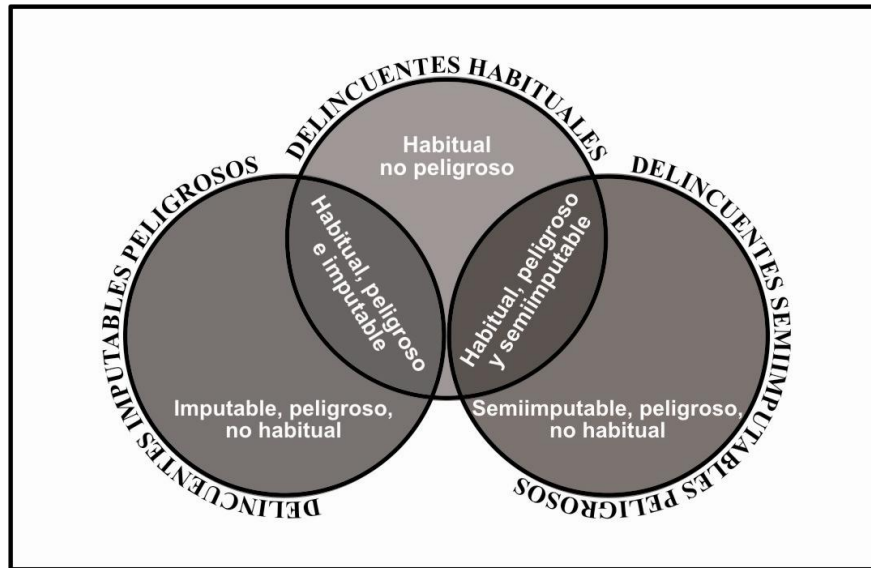 DELINCUENTES HABITUALES
Habitual
no peligroso
DELINCUENTES IMPUTABLES PELIGROSOS
DELINCUENTES SEMIIMPUTABLES PELIGROSOS
Habitual, peligroso
e imputable
Habitual, peligroso
y semiimputable
Imputable, peligroso,
no habitual
Semiimputable, peligroso,
no habitual